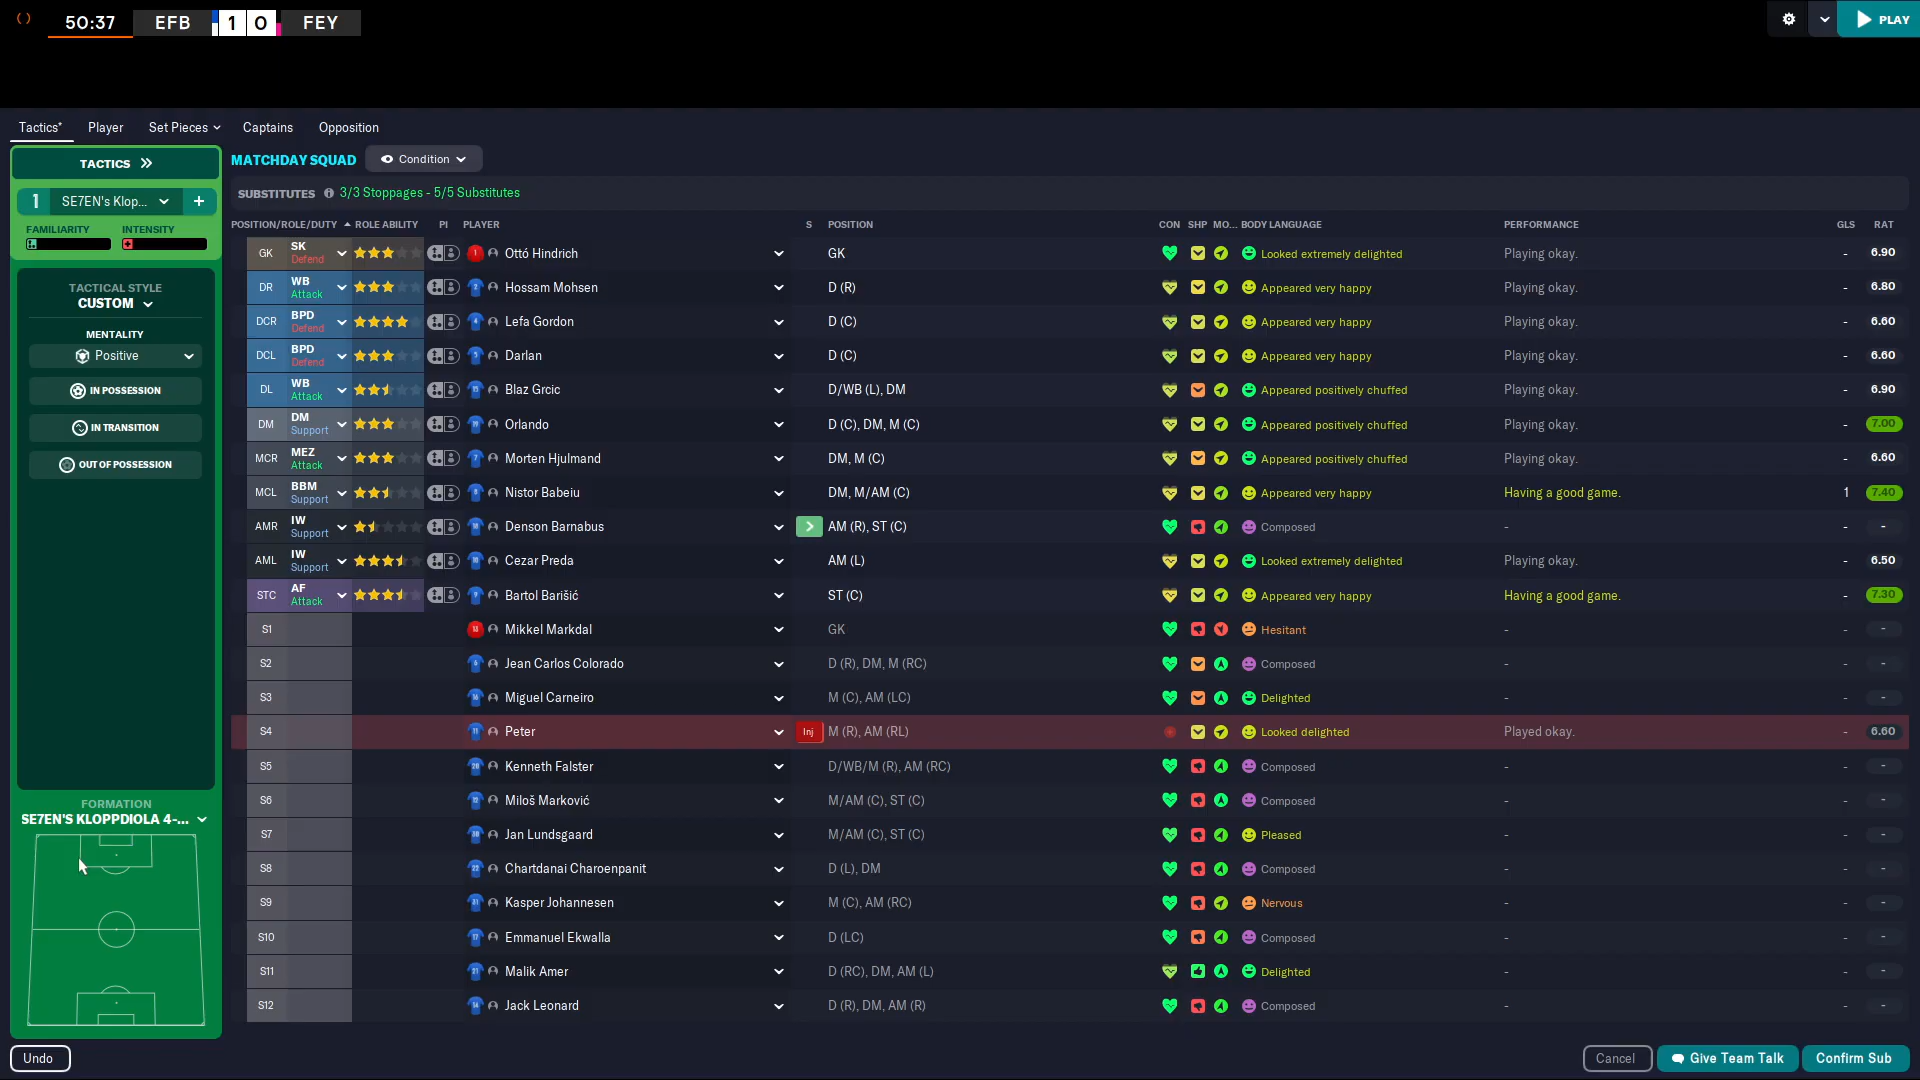 50:37 EFB 1 0 FEY
PLAY
Tactics* Player Set Pieces Captains Opposition
TACTICS
1 SE7EN's Klop... +
FAMILIARITY INTENSITY
TACTICAL STYLE
CUSTOM
MENTALITY
Positive
IN POSSESSION
IN TRANSITION
OUT OF POSSESSION
FORMATION
SE7EN'S KLOPPDIOLA 4-...
MATCHDAY SQUAD Condition
SUBSTITUTES 3/3 Stoppages - 5/5 Substitutes
POSITION/ROLE/DUTY ROLE ABILITY PI PLAYER S POSITION CON SHP MO... BODY LANGUAGE PERFORMANCE GLS RAT
GK SK Defend Ottó Hindrich GK Looked extremely delighted Playing okay. - 6.90
DR WB Attack Hossam Mohsen D (R) Appeared very happy Playing okay. - 6.80
DCR BPD Defend Lefa Gordon D (C) Appeared very happy Playing okay. - 6.60
DCL BPD Defend Darlan D (C) Appeared very happy Playing okay. - 6.60
DL WB Attack Blaz Grcic D/WB (L), DM Appeared positively chuffed Playing okay. - 6.90
DM DM Support Orlando D (C), DM, M (C) Appeared positively chuffed Playing okay. - 7.00
MCR MEZ Attack Morten Hjulmand DM, M (C) Appeared positively chuffed Playing okay. - 6.60
MCL BBM Support Nistor Babeiu DM, M/AM (C) Appeared very happy Having a good game. 1 7.40
AMR IW Support Denson Barnabus AM (R), ST (C) Composed - - -
AML IW Support Cezar Preda AM (L) Looked extremely delighted Playing okay. - 6.50
STC AF Attack Bartol Barišić ST (C) Appeared very happy Having a good game. - 7.30
S1 Mikkel Markdal GK Hesitant - - -
S2 Jean Carlos Colorado D (R), DM, M (RC) Composed - - -
S3 Miguel Carneiro M (C), AM (LC) Delighted - - -
S4 Peter Inj M (R), AM (RL) Looked delighted Played okay. - 6.60
S5 Kenneth Falster D/WB/M (R), AM (RC) Composed - - -
S6 Miloš Marković M/AM (C), ST (C) Composed - - -
S7 Jan Lundsgaard M/AM (C), ST (C) Pleased - - -
S8 Chartdanai Charoenpanit D (L), DM Composed - - -
S9 Kasper Johannesen M (C), AM (RC) Nervous - - -
S10 Emmanuel Ekwalla D (LC) Composed - - -
S11 Malik Amer D (RC), DM, AM (L) Delighted - - -
S12 Jack Leonard D (R), DM, AM (R) Composed - - -
Undo Cancel Give Team Talk Confirm Sub